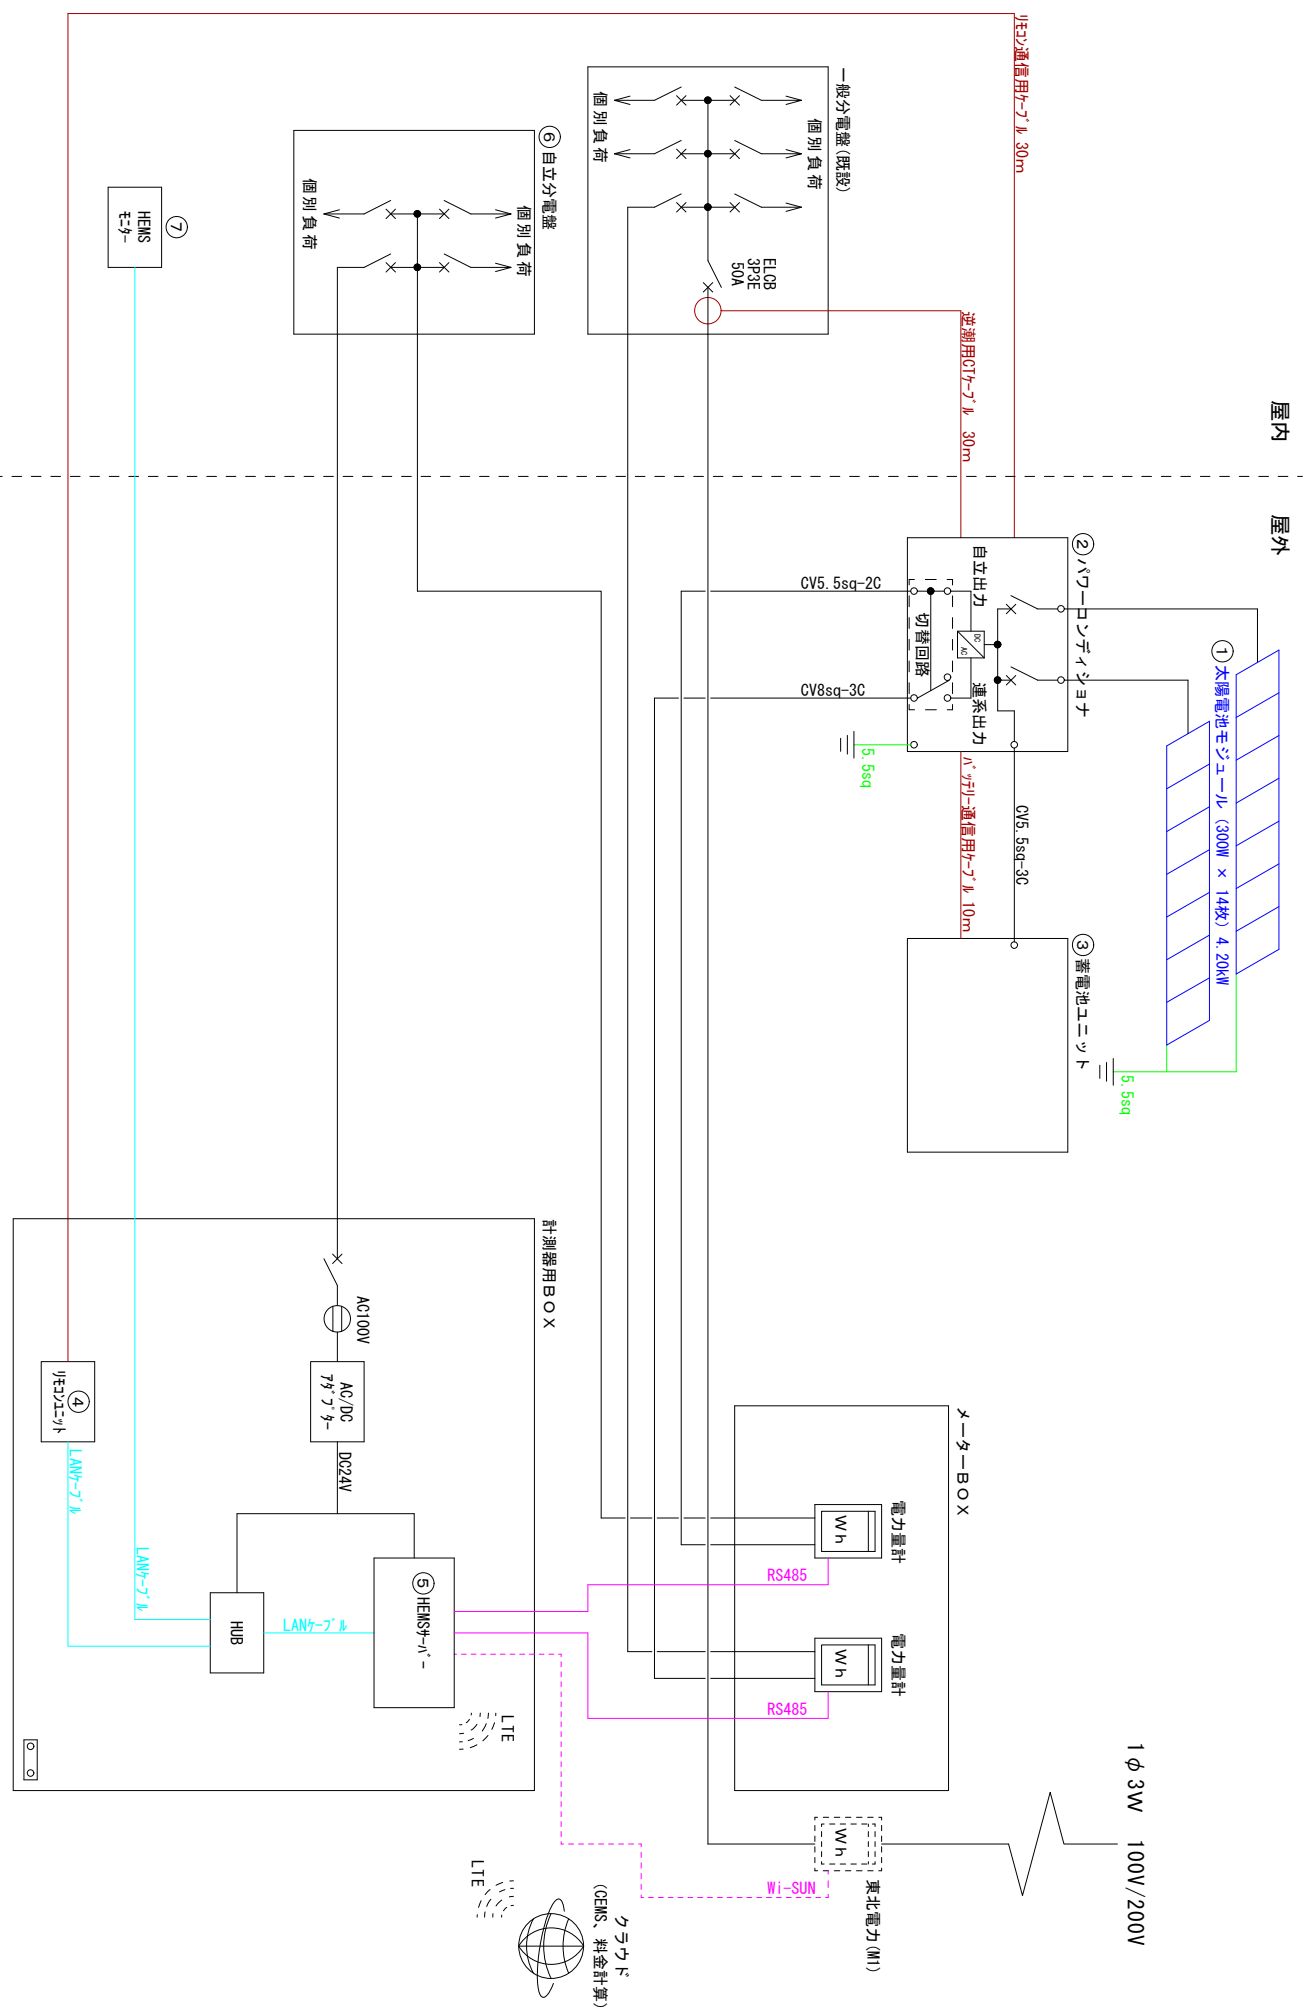 屋内
屋外
1φ3W 100V/200V
リモコン通信用ケーブル 30m
逆潮用CTケーブル 30m
① 太陽電池モジュール (300W × 14枚) 4.20kW
5.5sq
② パワーコンディショナ
自立出力
連系出力
DC
AC
切替回路
CV5.5sq-2C
CV8sq-3C
5.5sq
CV5.5sq-3C
バッテリー通信用ケーブル 10m
③ 蓄電池ユニット
一般分電盤(既設)
個別負荷
個別負荷
ELCB
3P3E
50A
⑥ 自立分電盤
個別負荷
個別負荷
⑦
HEMS
モニター
メーターBOX
電力量計
Wh
RS485
電力量計
Wh
RS485
東北電力(M1)
Wh
Wi-SUN
計測器用BOX
AC100V
AC/DC
アダプター
DC24V
④
リモコンユニット
LANケーブル
LANケーブル
HUB
LANケーブル
⑤ HEMSサーバー
LTE
LTE
クラウド
(CEMS、料金計算)